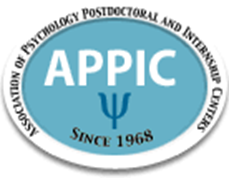 ASSOCIATION OF PSYCHOLOGY POSTDOCTORAL AND INTERNSHIP CENTERS
APPIC
Ψ
SINCE 1968